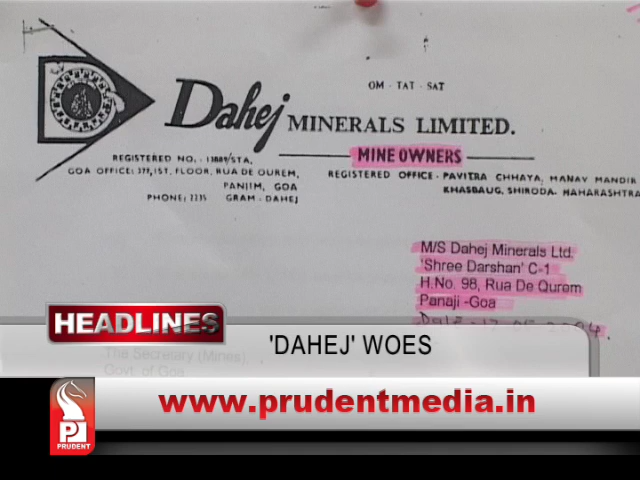 OM - TAT - SAT
Dahej MINERALS LIMITED.
MINE OWNERS
REGISTERED NO. : 13889/STA,
GOA OFFICE: 379, IST, FLOOR, RUA DE OUREM,
PANJIM, GOA
PHONE: 2235 GRAM - DAHEJ
REGISTERED OFFICE - PAVITRA CHHAYA, MANAV MANDIR
KHASBAUG, SHIRODA. MAHARASHTRA
M/S Dahej Minerals Ltd.
'Shree Darshan' C-1
H.No. 98, Rua De Qurem
Panaji -Goa
The Secretary (Mines)
Govt. of Goa
HEADLINES
'DAHEJ' WOES
www.prudentmedia.in
PRUDENT